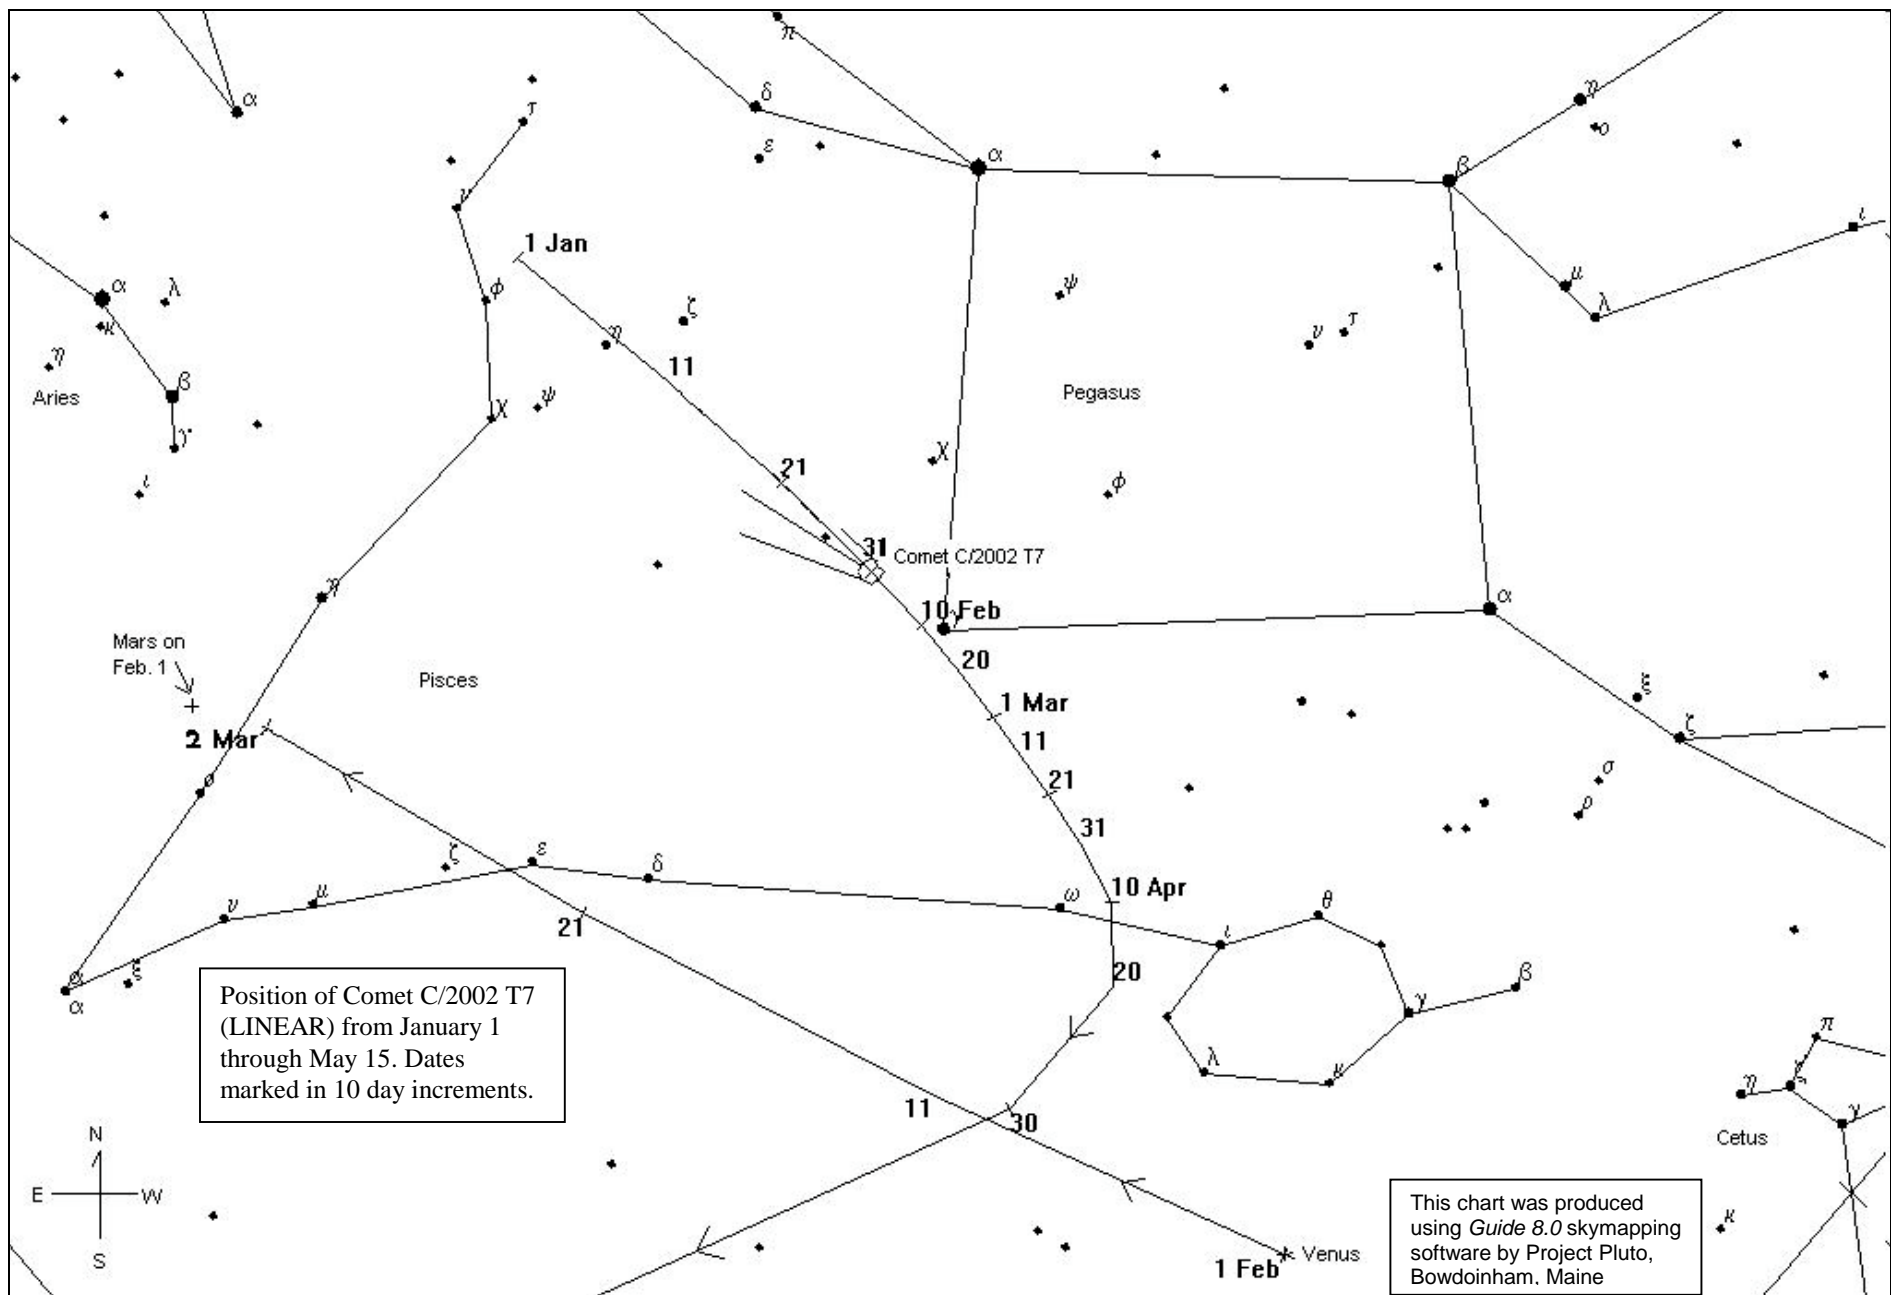 π
δ
α
τ
ε
α
β
η
ο
ι
ν
1 Jan
α
λ
κ
φ
ζ
ψ
μ
λ
η
η
υ
τ
11
β
Aries
Pegasus
χ
ψ
γ
21
χ
ι
φ
31
Comet C/2002 T7
η
α
10 Feb
γ
Mars on
Feb. 1
20
Pisces
ξ
1 Mar
2 Mar
ζ
11
ο
21
σ
ρ
31
ζ
ε
δ
10 Apr
ν
μ
ω
θ
21
ι
20
ξ
α
β
γ
Position of Comet C/2002 T7
(LINEAR) from January 1
through May 15. Dates
marked in 10 day increments.
π
λ
κ
η
ζ
11
30
γ
N
Cetus
E
W
S
κ
1 Feb
Venus
This chart was produced
using Guide 8.0 skymapping
software by Project Pluto,
Bowdoinham, Maine